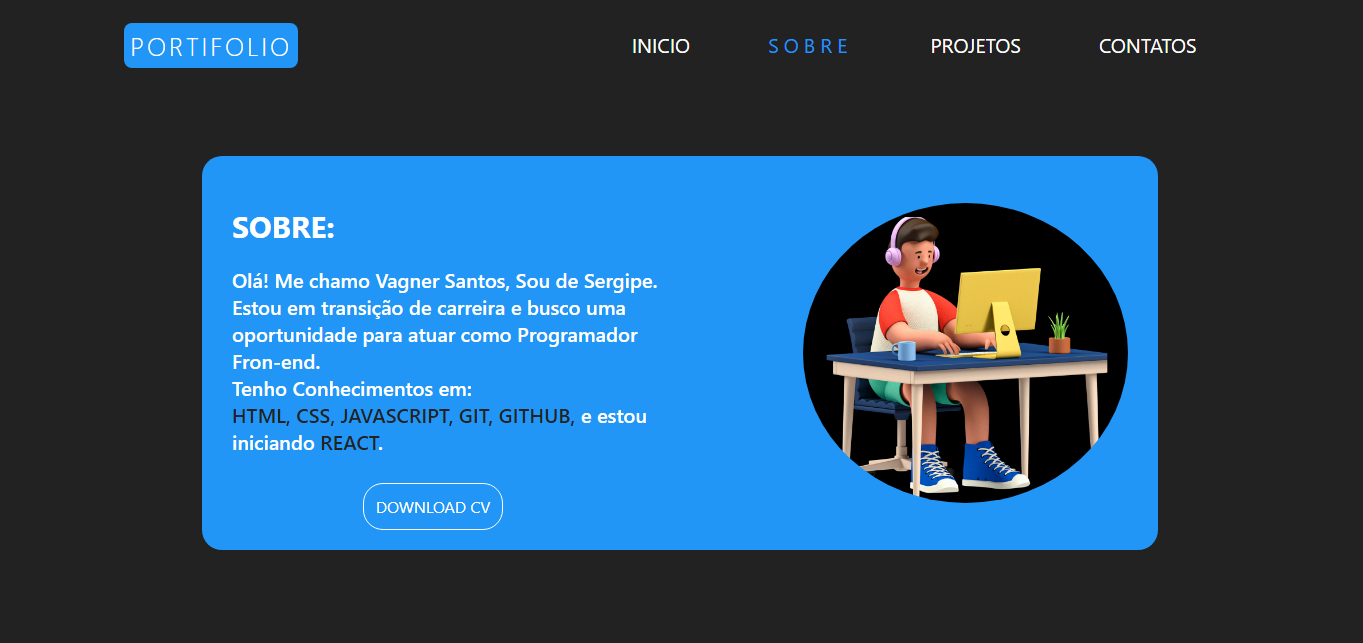 PORTIFOLIO
INICIO
SOBRE
PROJETOS
CONTATOS
SOBRE:
Olá! Me chamo Vagner Santos, Sou de Sergipe.
Estou em transição de carreira e busco uma
oportunidade para atuar como Programador
Fron-end.
Tenho Conhecimentos em:
HTML, CSS, JAVASCRIPT, GIT, GITHUB, e estou
iniciando REACT.
DOWNLOAD CV